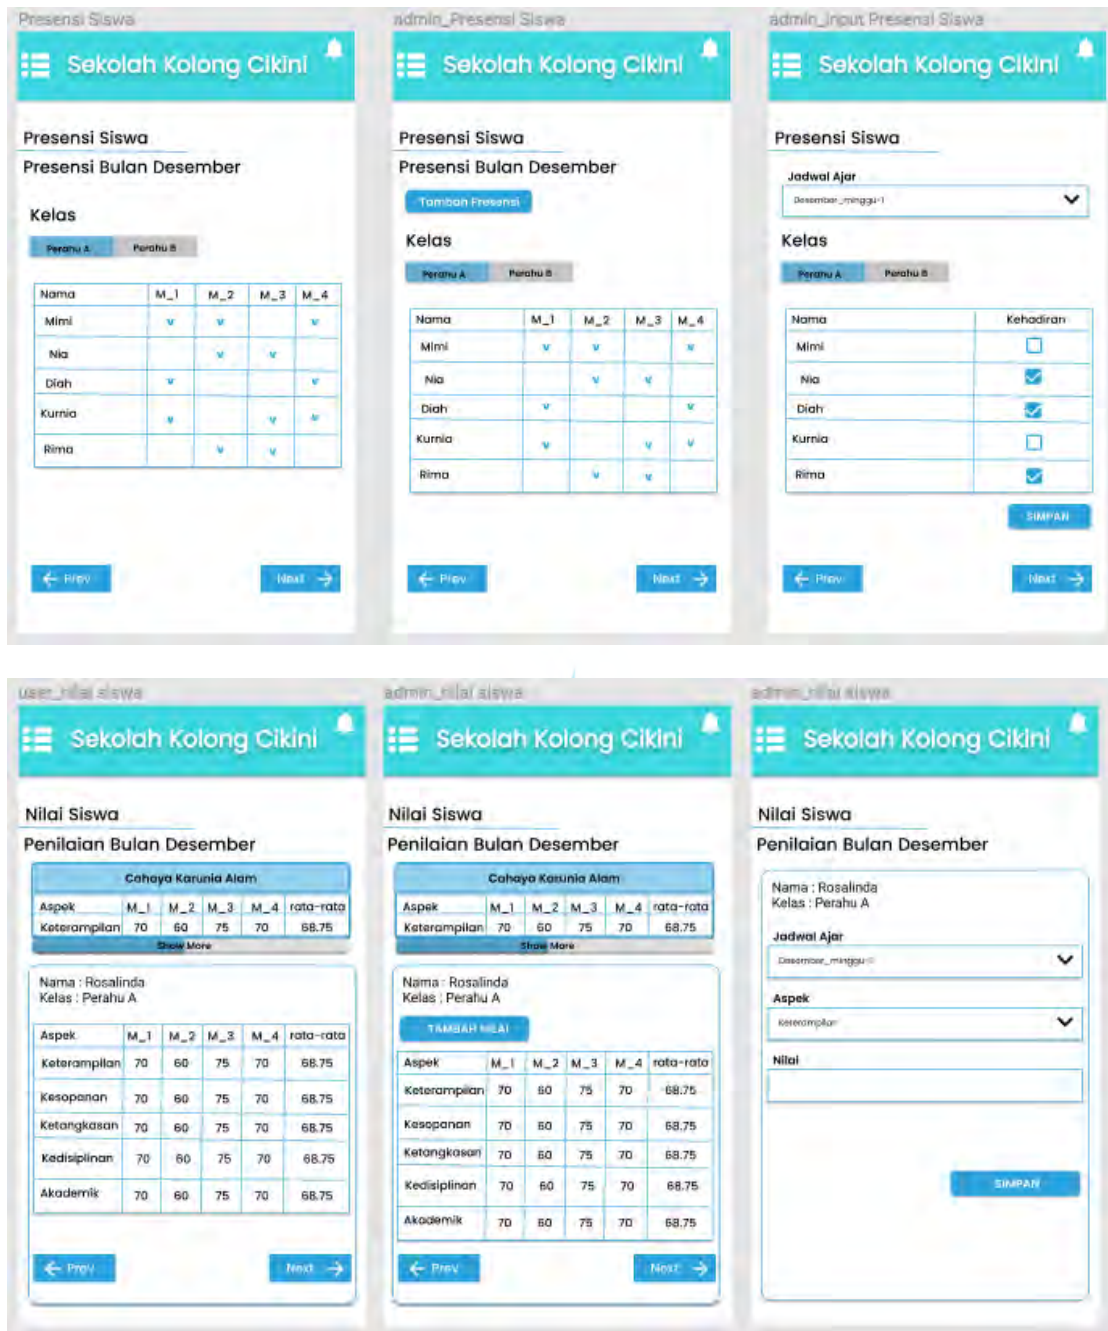 Presensi Siswa
Sekolah Kolong Cikini
Presensi Siswa
Presensi Bulan Desember
Kelas
Perahu A Perahu B
Nama M_1 M_2 M_3 M_4
Mimi v v v
Nia v v
Diah v v
Kurnia v v v
Rima v v
← Prev Next →
admin_Presensi Siswa
Sekolah Kolong Cikini
Presensi Siswa
Presensi Bulan Desember
Tambah Presensi
Kelas
Perahu A Perahu B
Nama M_1 M_2 M_3 M_4
Mimi v v v
Nia v v
Diah v v
Kurnia v v v
Rima v v
← Prev Next →
admin_input Presensi Siswa
Sekolah Kolong Cikini
Presensi Siswa
Jadwal Ajar
Desember_minggu-1
Kelas
Perahu A Perahu B
Nama Kehadiran
Mimi
Nia
Diah
Kurnia
Rima
SIMPAN
← Prev Next →
user_nilai siswa
Sekolah Kolong Cikini
Nilai Siswa
Penilaian Bulan Desember
Cahaya Karunia Alam
Aspek M_1 M_2 M_3 M_4 rata-rata
Keterampilan 70 60 75 70 68.75
Show More
Nama : Rosalinda
Kelas : Perahu A
Aspek M_1 M_2 M_3 M_4 rata-rata
Keterampilan 70 60 75 70 68.75
Kesopanan 70 60 75 70 68.75
Ketangkasan 70 60 75 70 68.75
Kedisiplinan 70 60 75 70 68.75
Akademik 70 60 75 70 68.75
← Prev Next →
admin_nilai siswa
Sekolah Kolong Cikini
Nilai Siswa
Penilaian Bulan Desember
Cahaya Karunia Alam
Aspek M_1 M_2 M_3 M_4 rata-rata
Keterampilan 70 60 75 70 68.75
Show More
Nama : Rosalinda
Kelas : Perahu A
TAMBAH NILAI
Aspek M_1 M_2 M_3 M_4 rata-rata
Keterampilan 70 60 75 70 68.75
Kesopanan 70 60 75 70 68.75
Ketangkasan 70 60 75 70 68.75
Kedisiplinan 70 60 75 70 68.75
Akademik 70 60 75 70 68.75
← Prev Next →
admin_nilai siswa
Sekolah Kolong Cikini
Nilai Siswa
Penilaian Bulan Desember
Nama : Rosalinda
Kelas : Perahu A
Jadwal Ajar
Desember_minggu-1
Aspek
Keterampilan
Nilai
SIMPAN